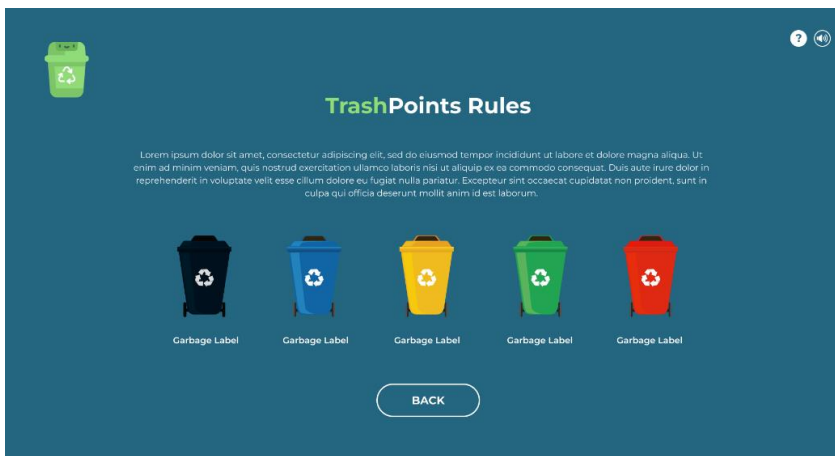 ?
TrashPoints Rules
Lorem ipsum dolor sit amet, consectetur adipiscing elit, sed do eiusmod tempor incididunt ut labore et dolore magna aliqua. Ut
enim ad minim veniam, quis nostrud exercitation ullamco laboris nisi ut aliquip ex ea commodo consequat. Duis aute irure dolor in
reprehenderit in voluptate velit esse cillum dolore eu fugiat nulla pariatur. Excepteur sint occaecat cupidatat non proident, sunt in
culpa qui officia deserunt mollit anim id est laborum.
Garbage Label Garbage Label Garbage Label Garbage Label Garbage Label
BACK